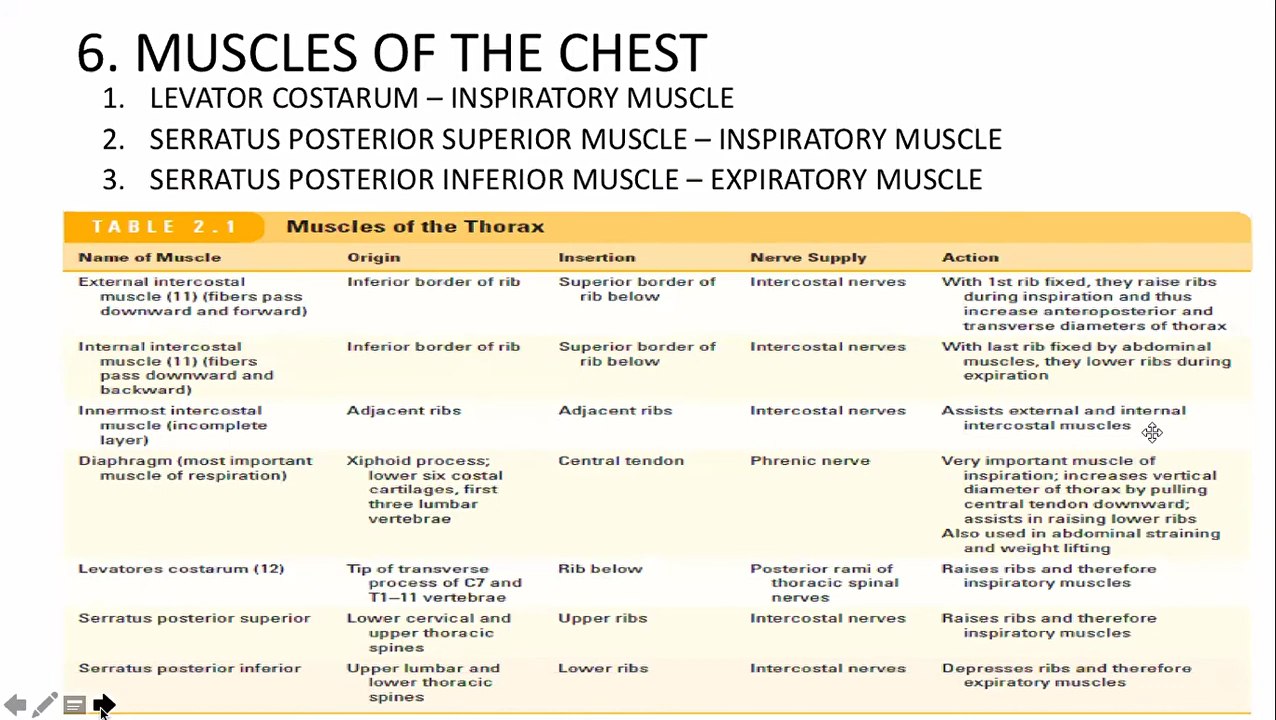 6. MUSCLES OF THE CHEST
1. LEVATOR COSTARUM – INSPIRATORY MUSCLE
2. SERRATUS POSTERIOR SUPERIOR MUSCLE – INSPIRATORY MUSCLE
3. SERRATUS POSTERIOR INFERIOR MUSCLE – EXPIRATORY MUSCLE
TABLE 2.1 Muscles of the Thorax
Name of Muscle Origin Insertion Nerve Supply Action
External intercostal Inferior border of rib Superior border of Intercostal nerves With 1st rib fixed, they raise ribs
muscle (11) (fibers pass rib below during inspiration and thus
downward and forward) increase anteroposterior and
transverse diameters of thorax
Internal intercostal Inferior border of rib Superior border of Intercostal nerves With last rib fixed by abdominal
muscle (11) (fibers rib below muscles, they lower ribs during
pass downward and expiration
backward)
Innermost intercostal Adjacent ribs Adjacent ribs Intercostal nerves Assists external and internal
muscle (incomplete intercostal muscles
layer)
Diaphragm (most important Xiphoid process; Central tendon Phrenic nerve Very important muscle of
muscle of respiration) lower six costal inspiration; increases vertical
cartilages, first diameter of thorax by pulling
three lumbar central tendon downward;
vertebrae assists in raising lower ribs
Also used in abdominal straining
and weight lifting
Levatores costarum (12) Tip of transverse Rib below Posterior rami of Raises ribs and therefore
process of C7 and thoracic spinal inspiratory muscles
T1–11 vertebrae nerves
Serratus posterior superior Lower cervical and Upper ribs Intercostal nerves Raises ribs and therefore
upper thoracic inspiratory muscles
spines
Serratus posterior inferior Upper lumbar and Lower ribs Intercostal nerves Depresses ribs and therefore
lower thoracic expiratory muscles
spines